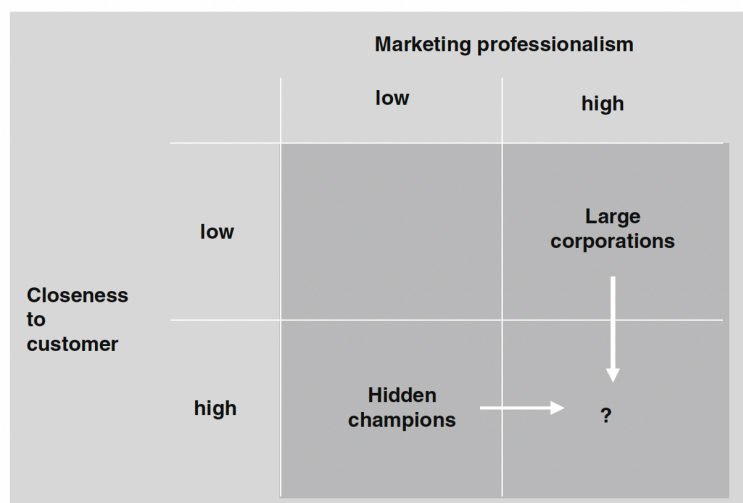 Marketing professionalism
low
high
low
Large
corporations
Closeness
to
customer
high
Hidden
champions
?